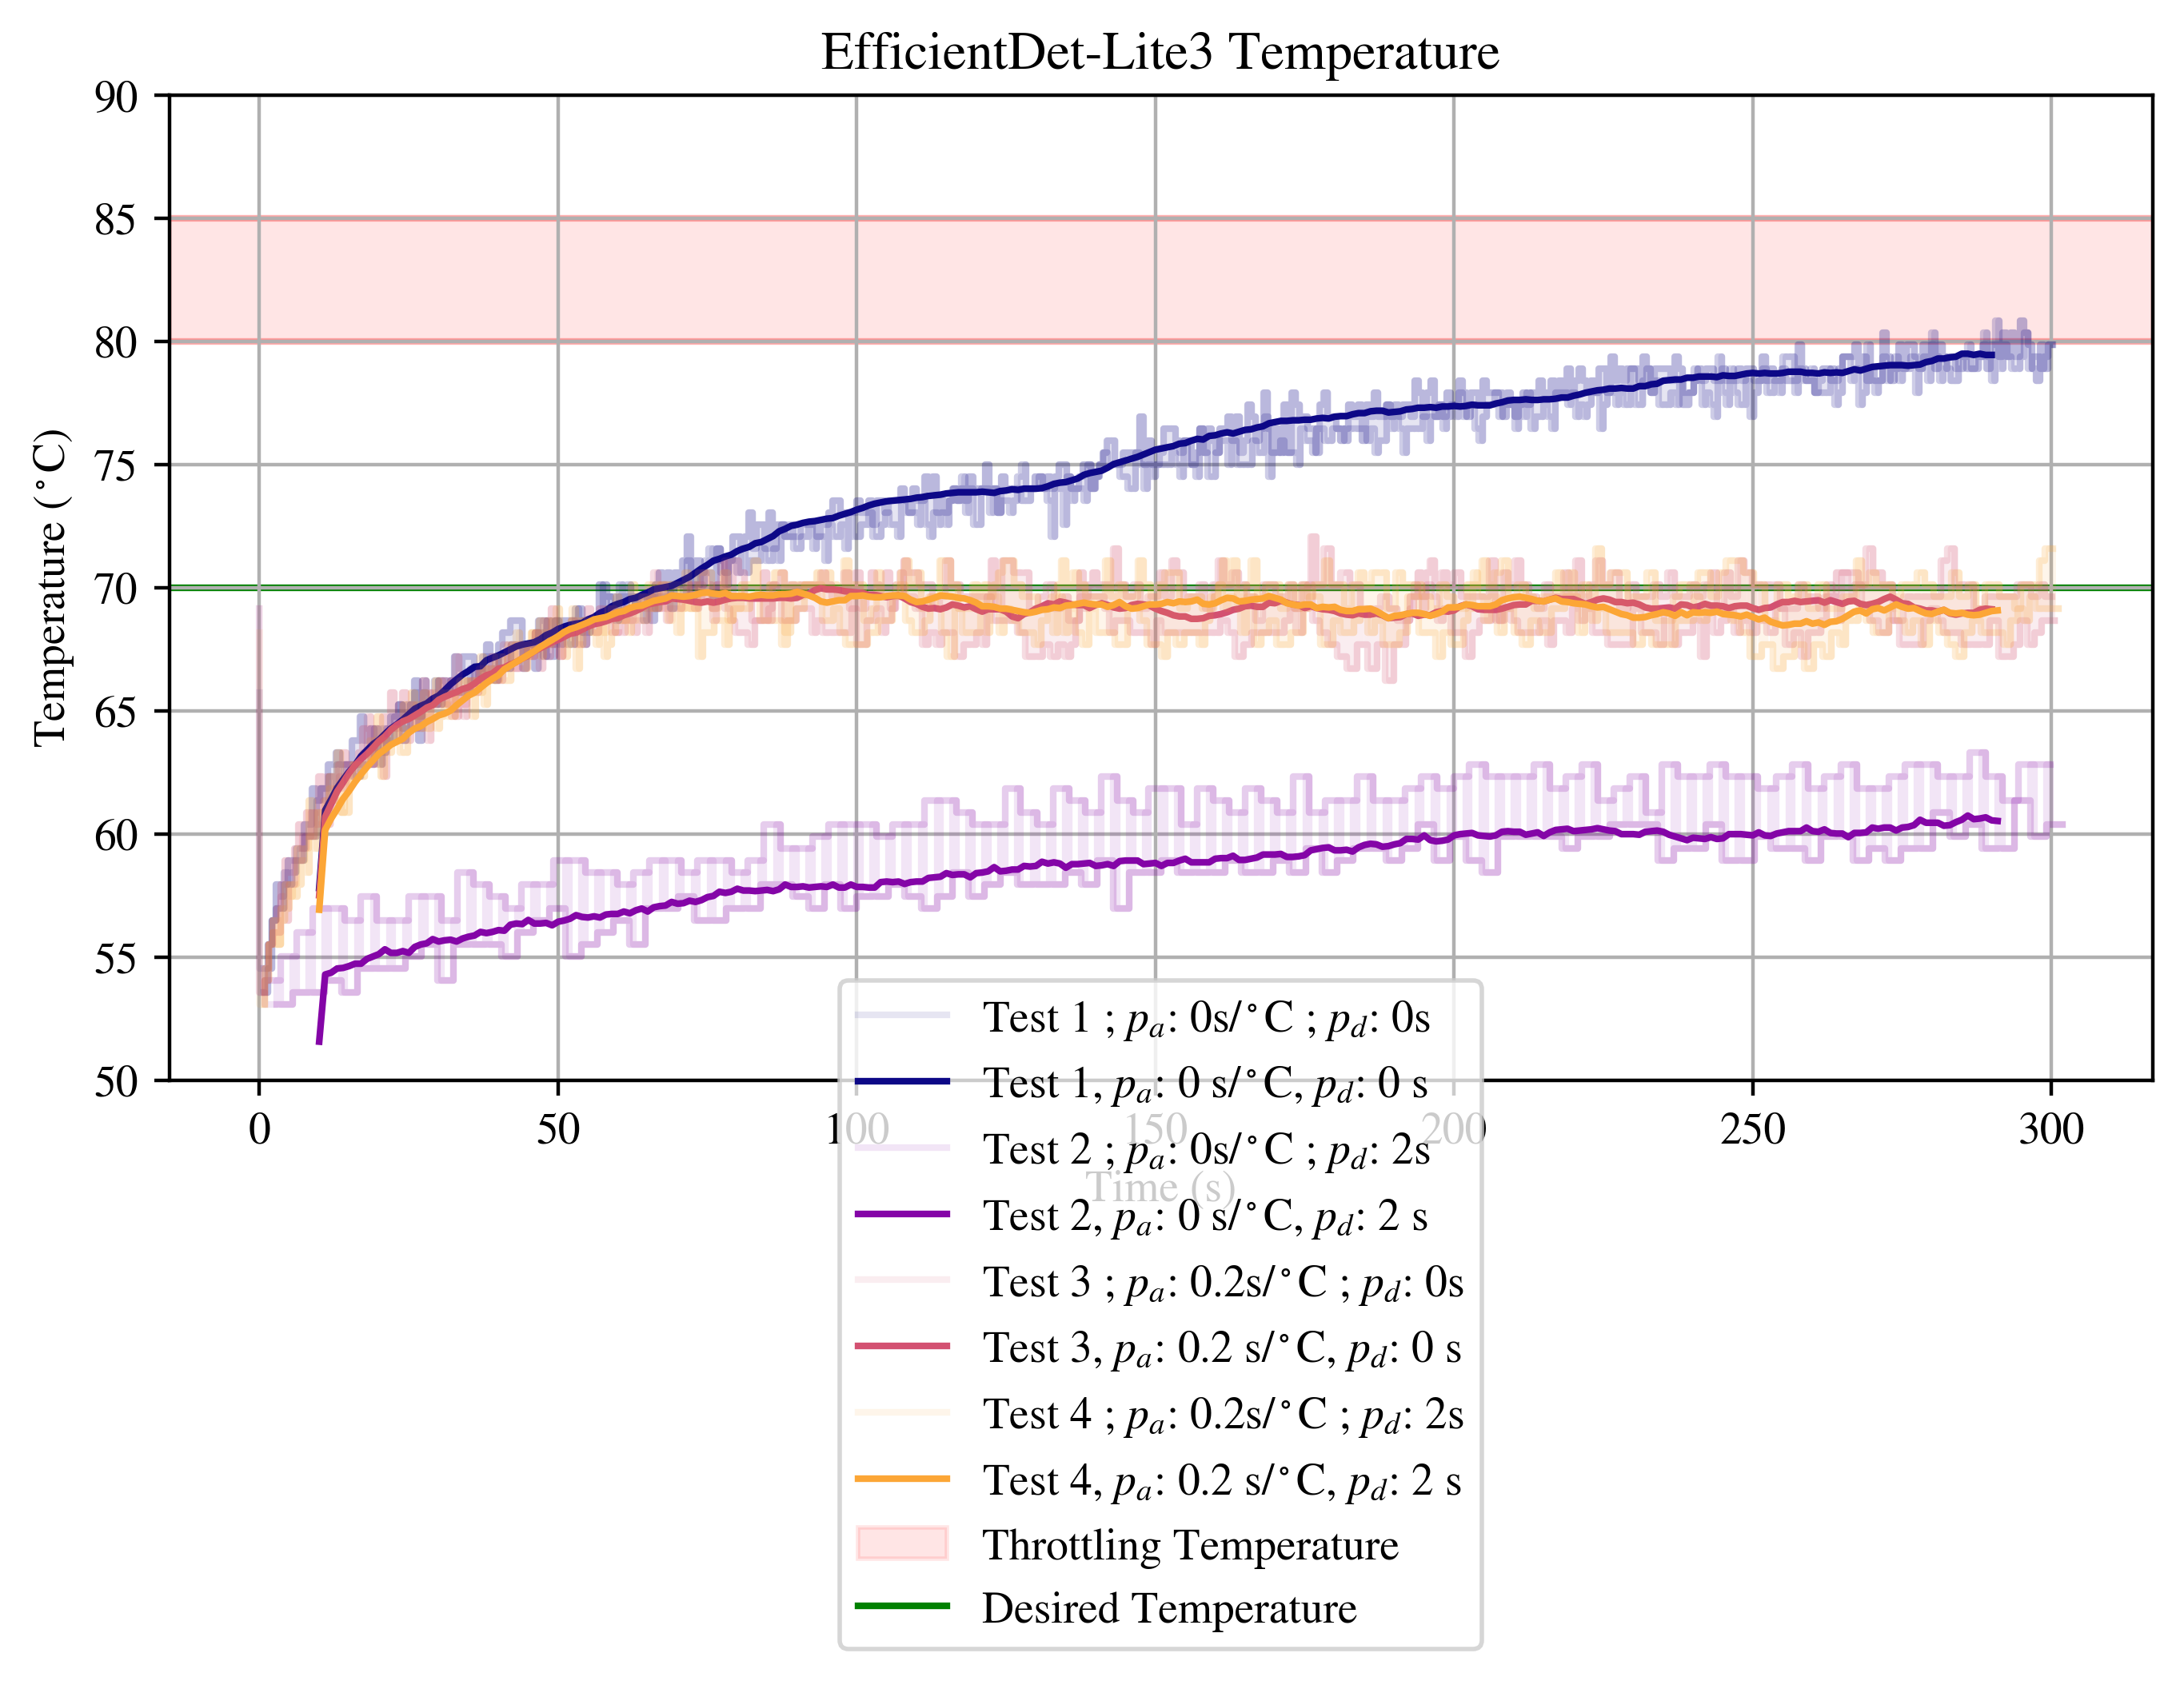 EfficientDet-Lite3 Temperature
90
85
80
75
70
65
60
55
50
Temperature (°C)
0 50 100 150 200 250 300
Time (s)
Test 1 ; pa: 0s/°C ; pd: 0s
Test 1, pa: 0 s/°C, pd: 0 s
Test 2 ; pa: 0s/°C ; pd: 2s
Test 2, pa: 0 s/°C, pd: 2 s
Test 3 ; pa: 0.2s/°C ; pd: 0s
Test 3, pa: 0.2 s/°C, pd: 0 s
Test 4 ; pa: 0.2s/°C ; pd: 2s
Test 4, pa: 0.2 s/°C, pd: 2 s
Throttling Temperature
Desired Temperature